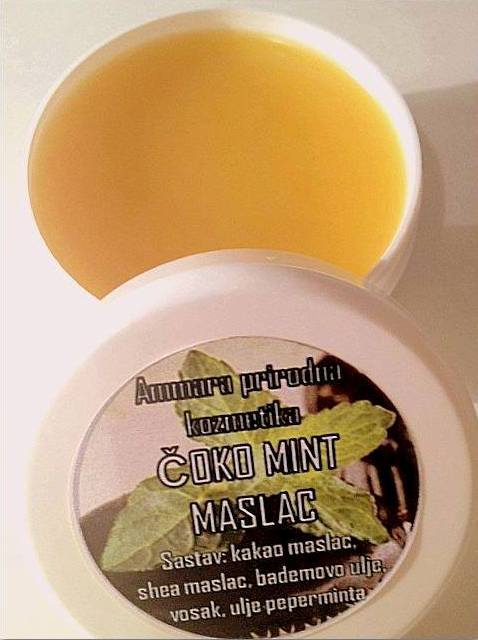 Ammara prirodna
kozmetika
ČOKO MINT
MASLAC
Sastav: kakao maslac,
shea maslac, bademovo ulje,
vosak, ulje peperminta